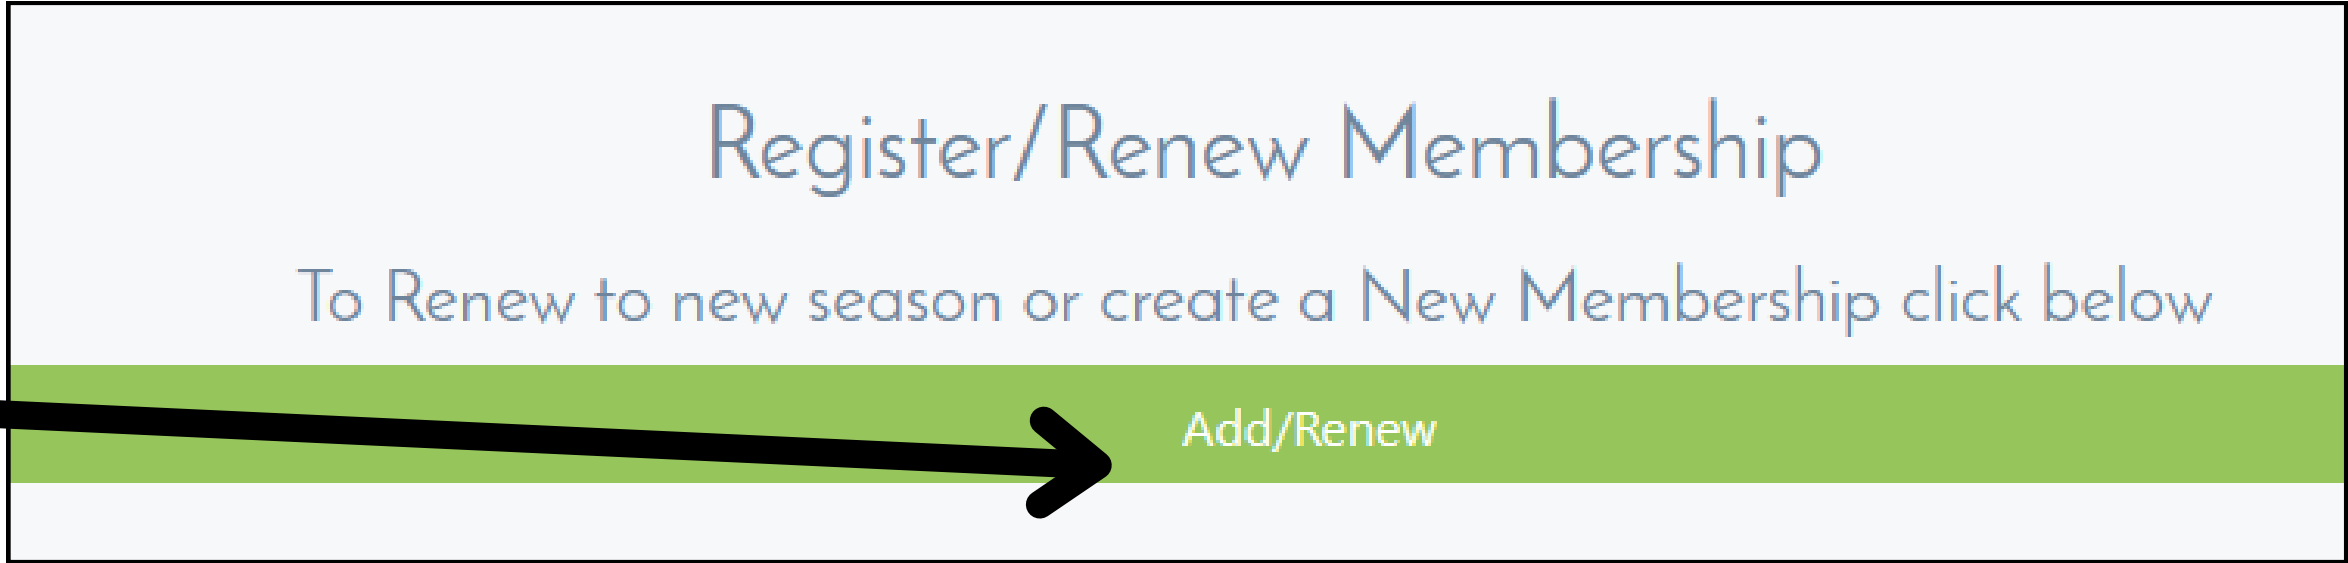 Register/Renew Membership
To Renew to new season or create a New Membership click below
Add/Renew